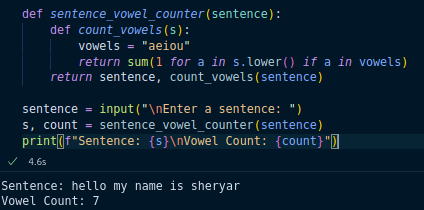 def sentence_vowel_counter(sentence):
    def count_vowels(s):
        vowels = "aeiou"
        return sum(1 for a in s.lower() if a in vowels)
    return sentence, count_vowels(sentence)

sentence = input("\nEnter a sentence: ")
s, count = sentence_vowel_counter(sentence)
print(f"Sentence: {s}\nVowel Count: {count}")
✓ 4.6s
Sentence: hello my name is sheryar
Vowel Count: 7